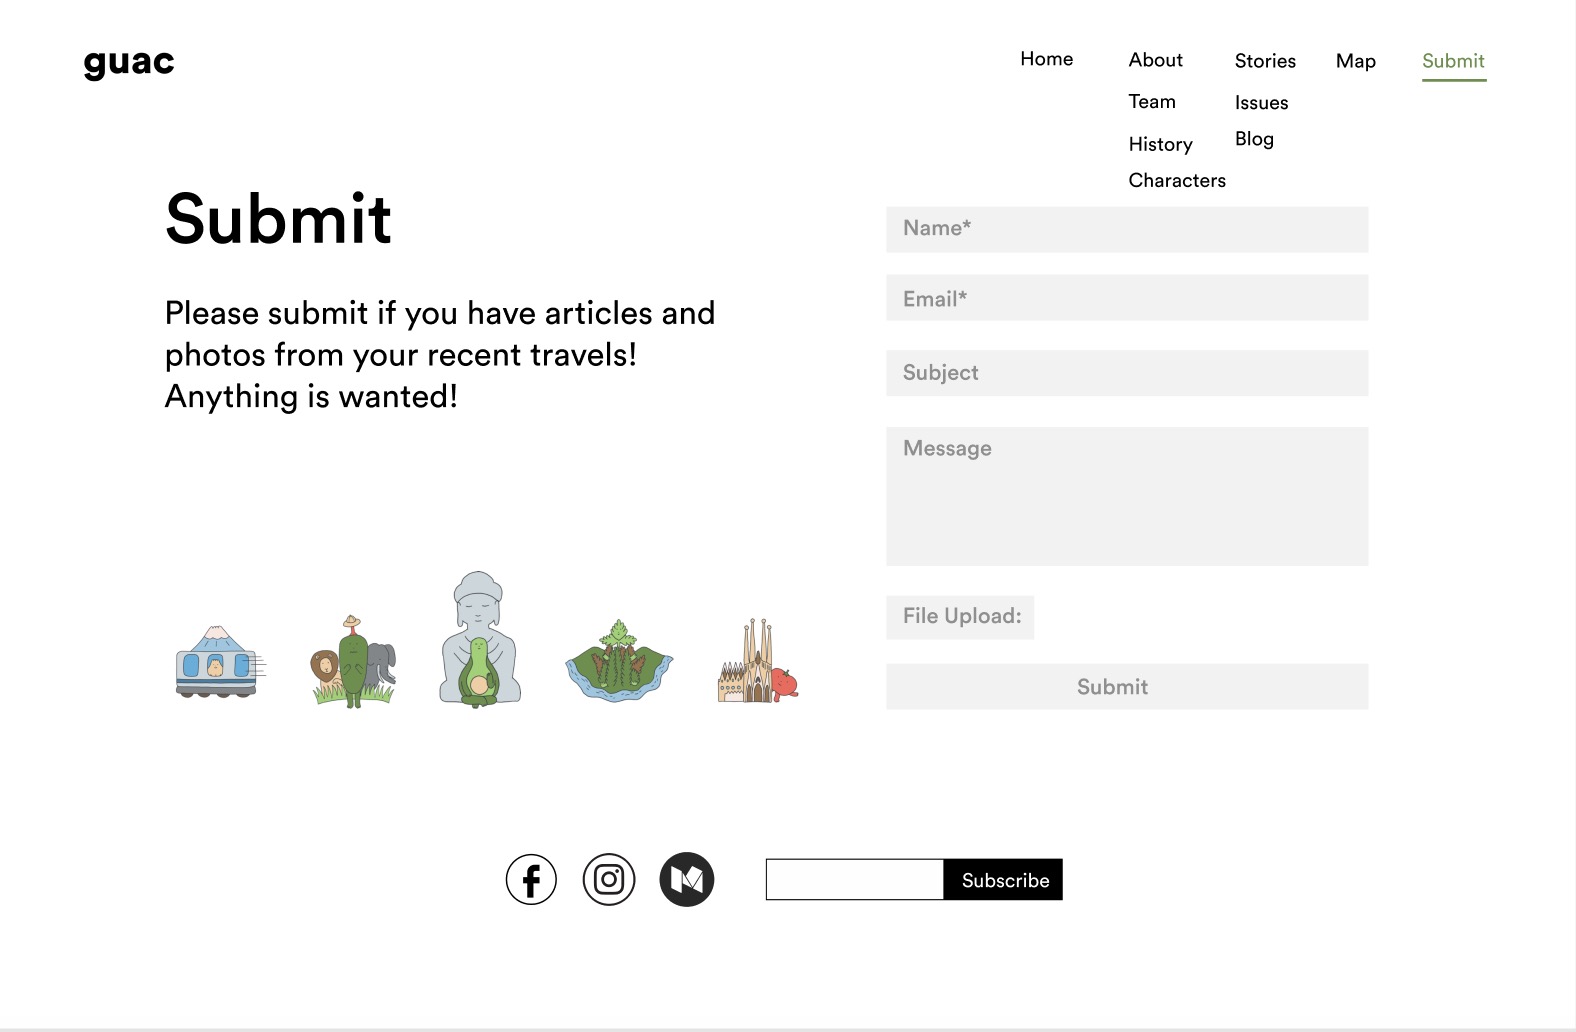 guac
Home
About
Stories
Map
Submit
Team
Issues
History
Blog
Characters
Submit
Please submit if you have articles and
photos from your recent travels!
Anything is wanted!
Name*
Email*
Subject
Message
File Upload:
Submit
Subscribe